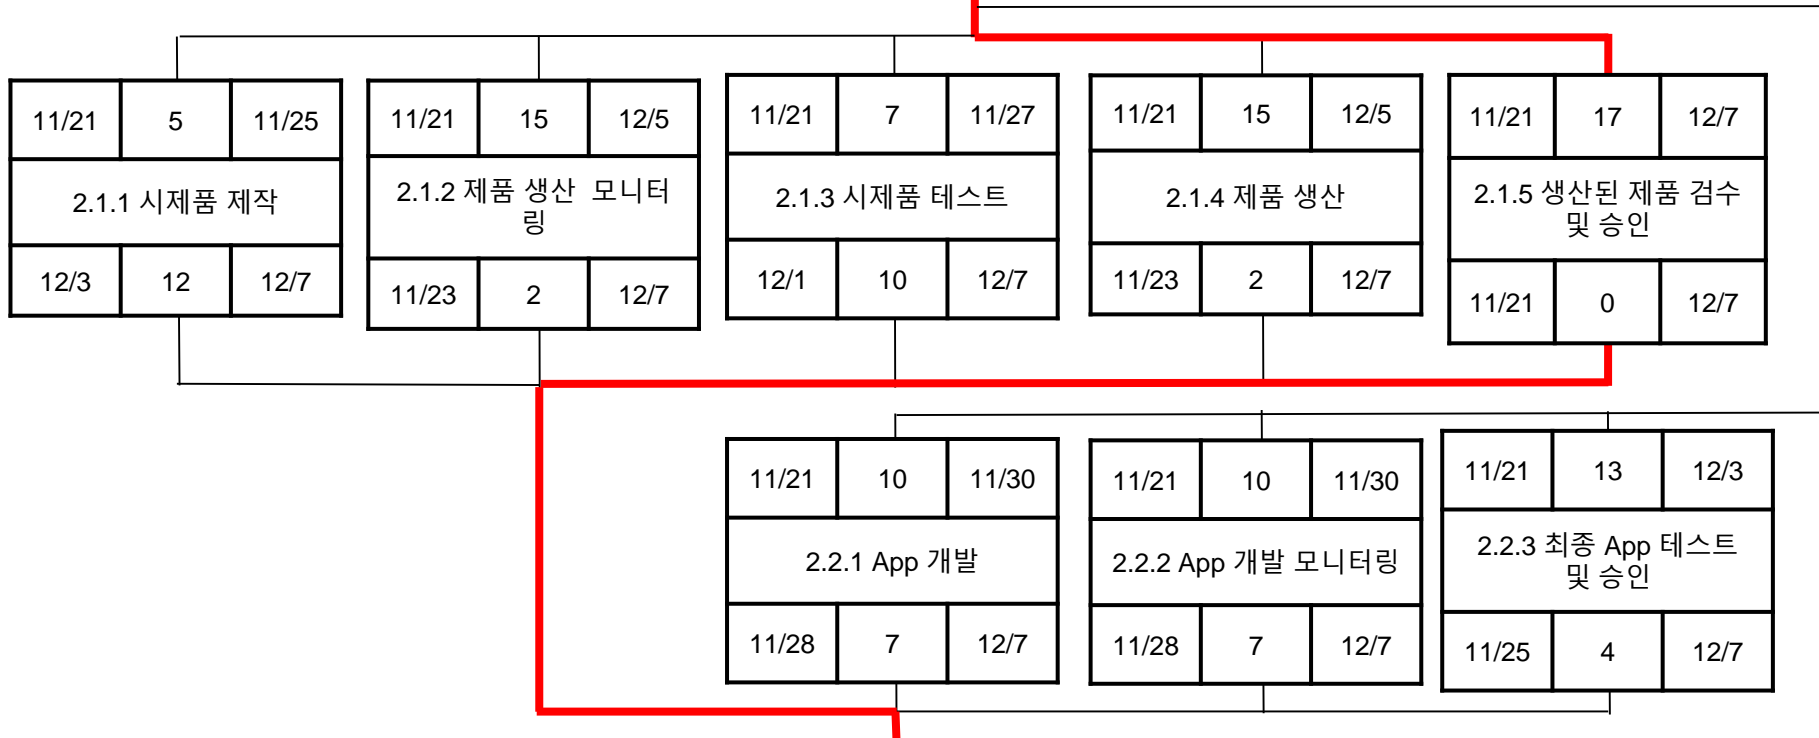 11/21 5 11/25
2.1.1 시제품 제작
12/3 12 12/7
11/21 15 12/5
2.1.2 제품 생산 모니터
링
11/23 2 12/7
11/21 7 11/27
2.1.3 시제품 테스트
12/1 10 12/7
11/21 15 12/5
2.1.4 제품 생산
11/23 2 12/7
11/21 17 12/7
2.1.5 생산된 제품 검수
및 승인
11/21 0 12/7
11/21 10 11/30
2.2.1 App 개발
11/28 7 12/7
11/21 10 11/30
2.2.2 App 개발 모니터링
11/28 7 12/7
11/21 13 12/3
2.2.3 최종 App 테스트
및 승인
11/25 4 12/7